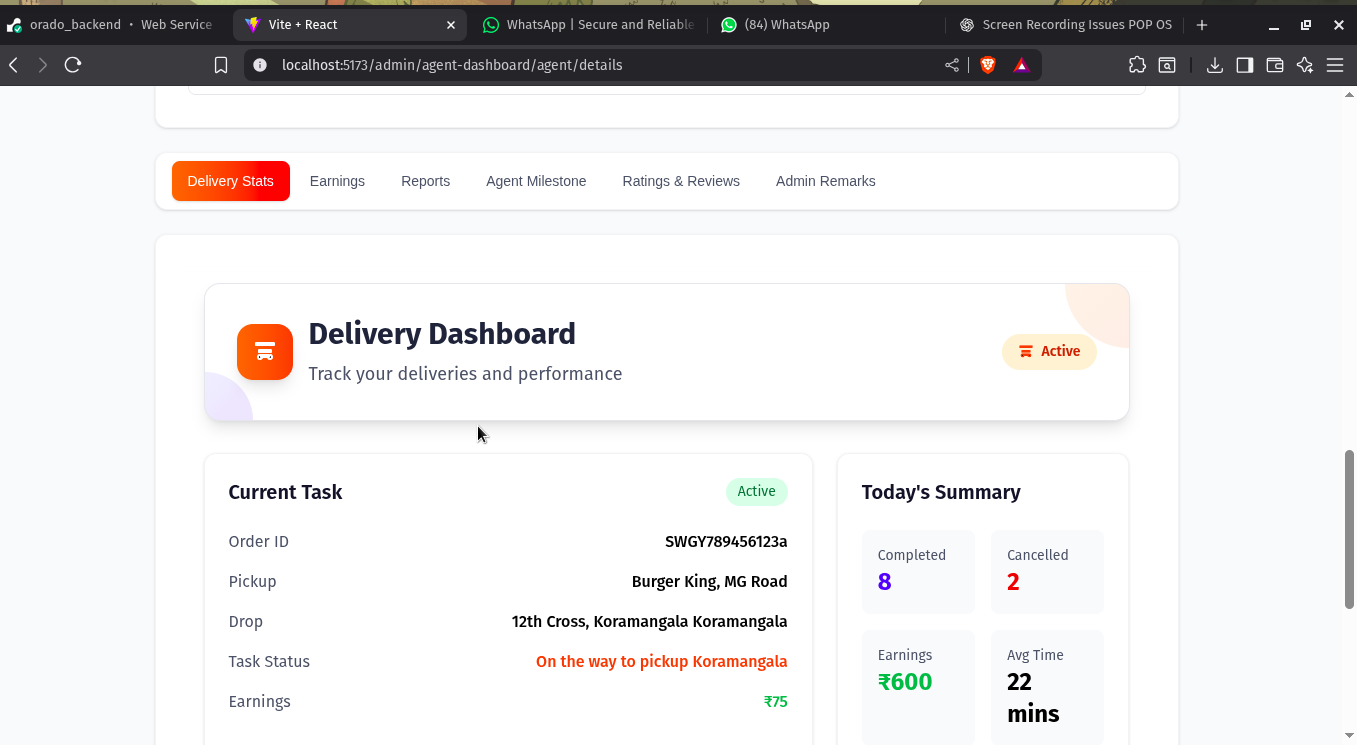 orado_backend • Web Service
Vite + React
WhatsApp | Secure and Reliable
(84) WhatsApp
Screen Recording Issues POP OS
localhost:5173/admin/agent-dashboard/agent/details
Delivery Stats
Earnings
Reports
Agent Milestone
Ratings & Reviews
Admin Remarks
Delivery Dashboard
Track your deliveries and performance
Active
Current Task
Active
Order ID
SWGY789456123a
Pickup
Burger King, MG Road
Drop
12th Cross, Koramangala Koramangala
Task Status
On the way to pickup Koramangala
Earnings
₹75
Today's Summary
Completed
8
Cancelled
2
Earnings
₹600
Avg Time
22
mins